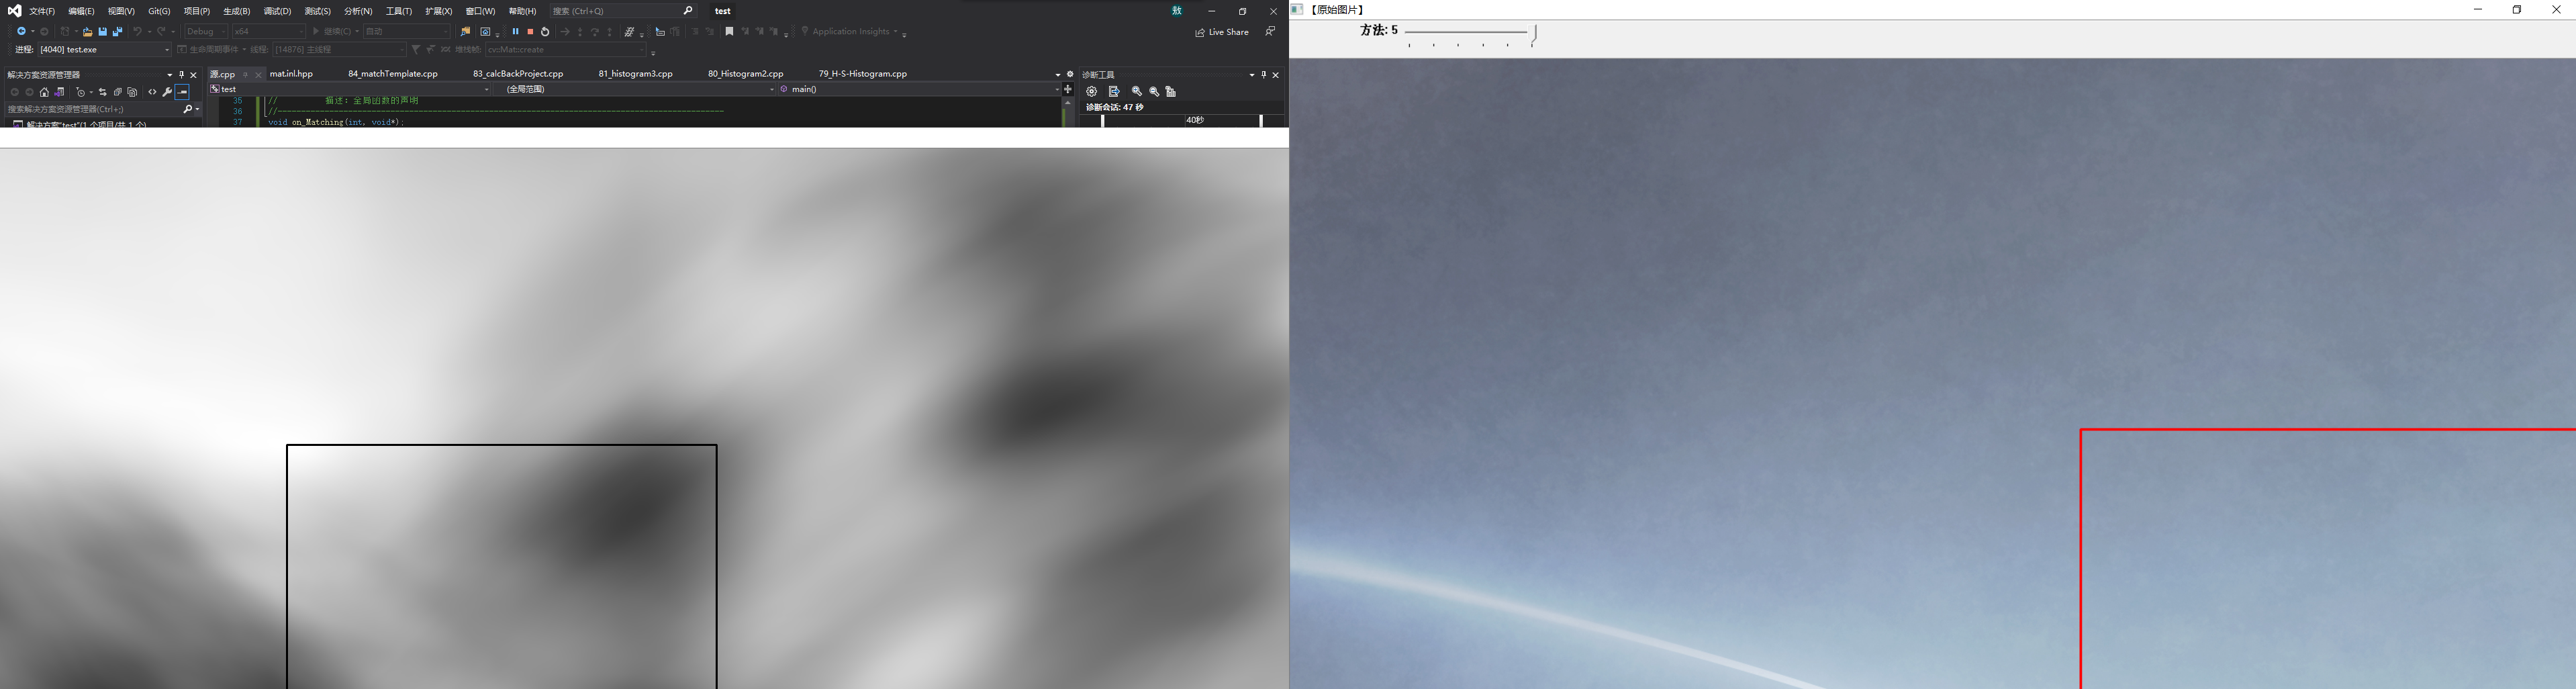 文件(F) 编辑(E) 视图(V) Git(G) 项目(P) 生成(B) 调试(D) 测试(S) 分析(N) 工具(T) 扩展(X) 窗口(W) 帮助(H) 搜索 (Ctrl+Q) test
Debug x64 继续(C) 自动 Application Insights Live Share
进程: [4040] test.exe 生命周期事件 线程: [14876] 主线程 堆栈帧: cv::Mat::create
解决方案资源管理器
搜索解决方案资源管理器(Ctrl+;)
解决方案"test"(1 个项目/共 1 个)
源.cpp mat.inl.hpp 84_matchTemplate.cpp 83_calcBackProject.cpp 81_histogram3.cpp 80_Histogram2.cpp 79_H-S-Histogram.cpp
test (全局范围) main()
35 // 描述：全局函数的声明
36 //-----------------------------------------------------------------------------------------------
37 void on_Matching(int, void*);
诊断工具
诊断会话: 47 秒
40秒
【原始图片】
方法: 5